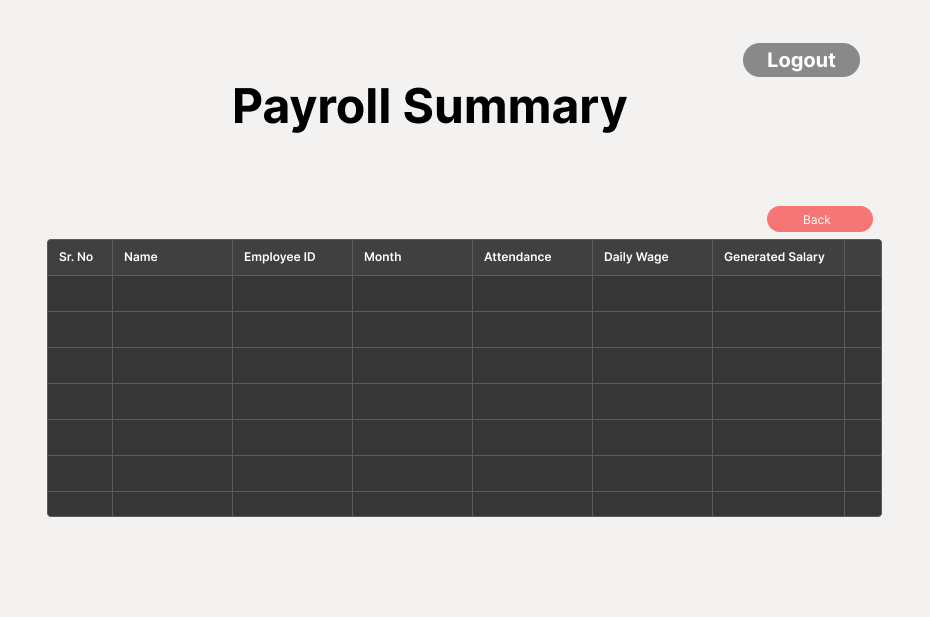 Logout
Payroll Summary
Back
Sr. No Name Employee ID Month Attendance Daily Wage Generated Salary